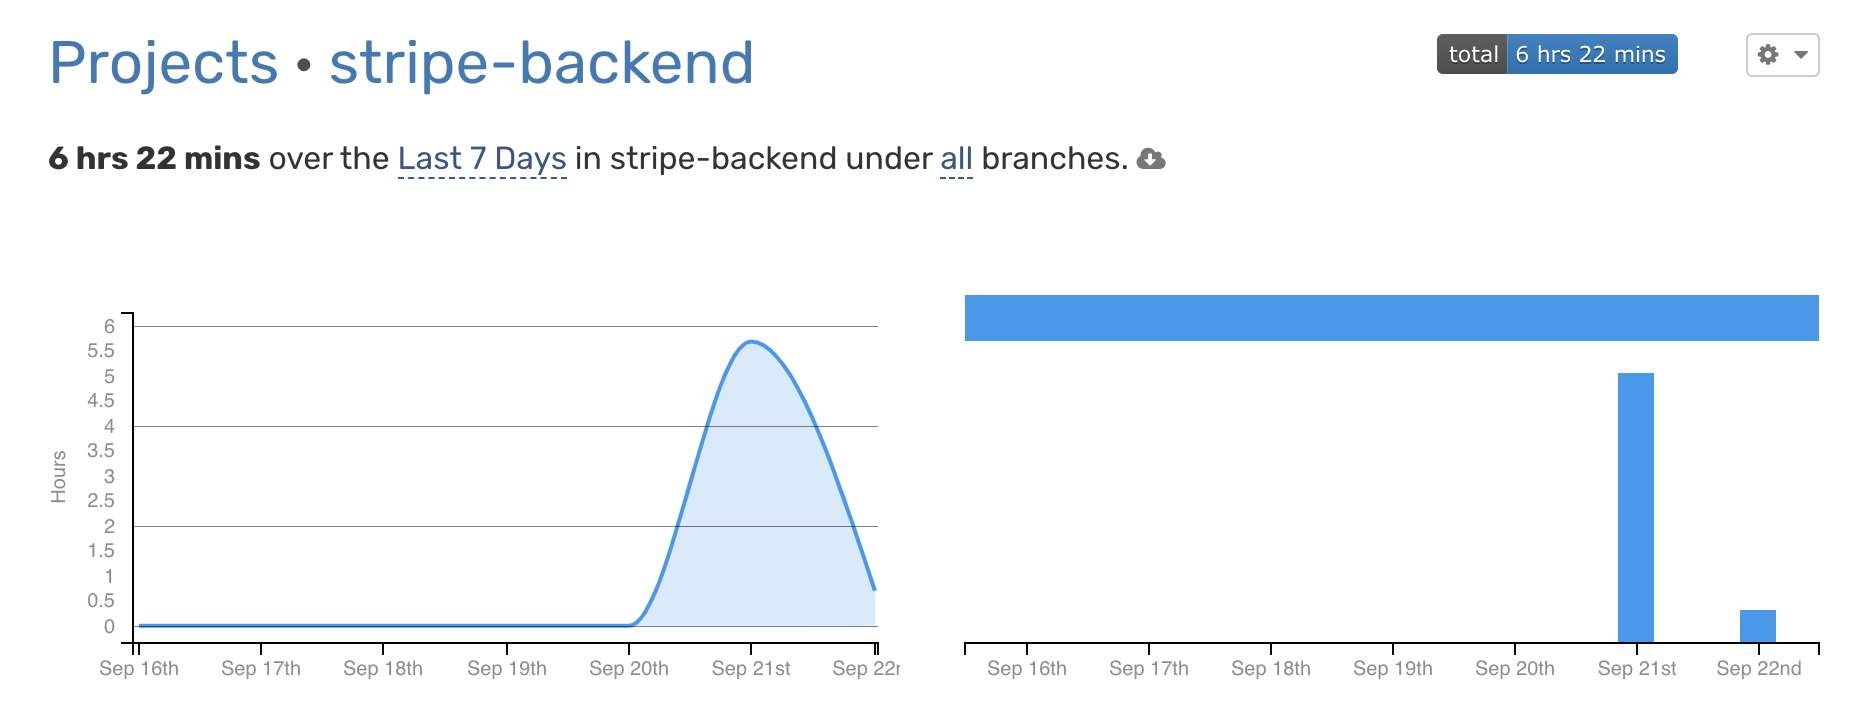 Projects • stripe-backend
total 6 hrs 22 mins
6 hrs 22 mins over the Last 7 Days in stripe-backend under all branches.
Hours
6
5.5
5
4.5
4
3.5
3
2.5
2
1.5
1
0.5
0
Sep 16th Sep 17th Sep 18th Sep 19th Sep 20th Sep 21st Sep 22r
Sep 16th Sep 17th Sep 18th Sep 19th Sep 20th Sep 21st Sep 22nd